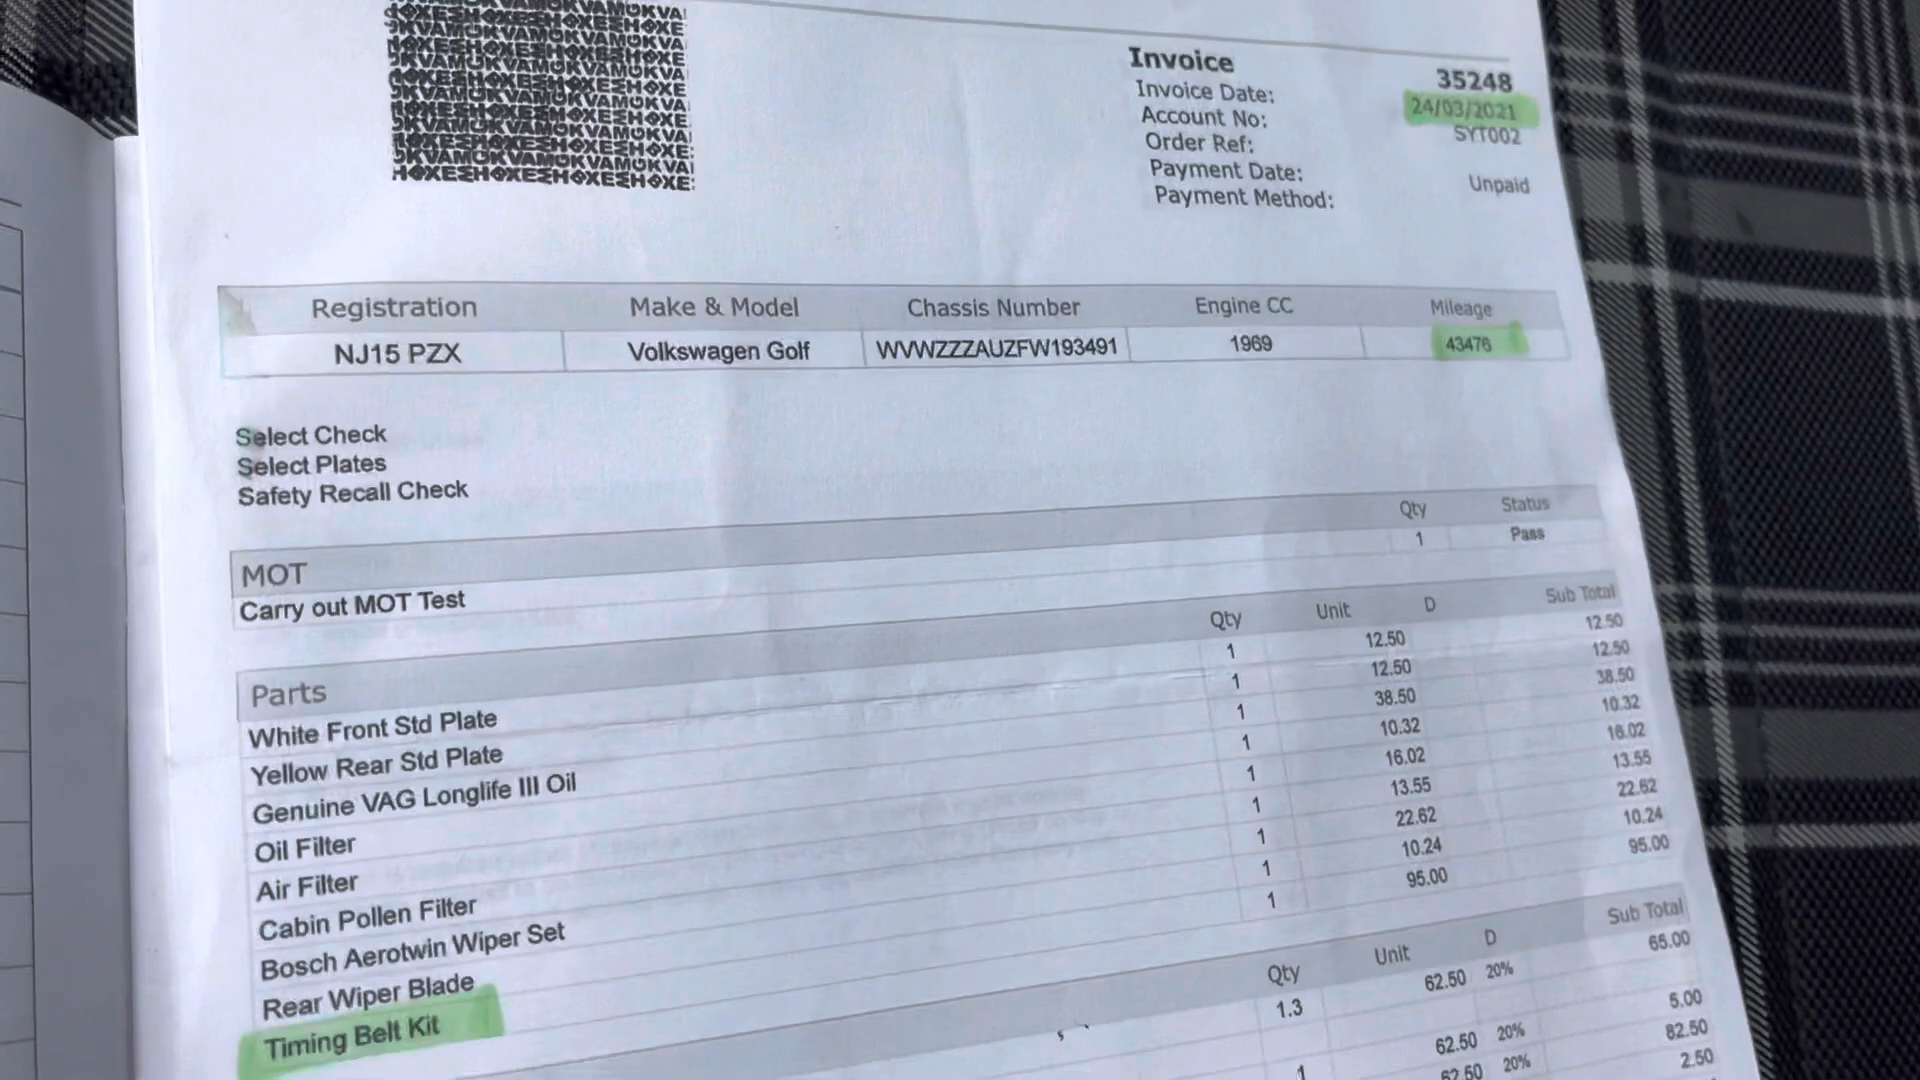 Invoice 35248
Invoice Date: 24/03/2021
Account No: SYT002
Order Ref:
Payment Date: Unpaid
Payment Method:
Registration Make & Model Chassis Number Engine CC Mileage
NJ15 PZX Volkswagen Golf WVWZZZAUZFW193491 1969 43476
Select Check
Select Plates
Safety Recall Check
MOT Qty Status
Carry out MOT Test 1 Pass
Parts Qty Unit D Sub Total
White Front Std Plate 1 12.50 12.50
Yellow Rear Std Plate 1 12.50 12.50
Genuine VAG Longlife III Oil 1 38.50 38.50
Oil Filter 1 10.32 10.32
Air Filter 1 16.02 16.02
Cabin Pollen Filter 1 13.55 13.55
Bosch Aerotwin Wiper Set 1 22.62 22.62
Rear Wiper Blade 1 10.24 10.24
Timing Belt Kit 1 95.00 95.00
Qty Unit D Sub Total
1.3 62.50 20% 65.00
62.50 20% 5.00
1 62.50 20% 82.50
2.50